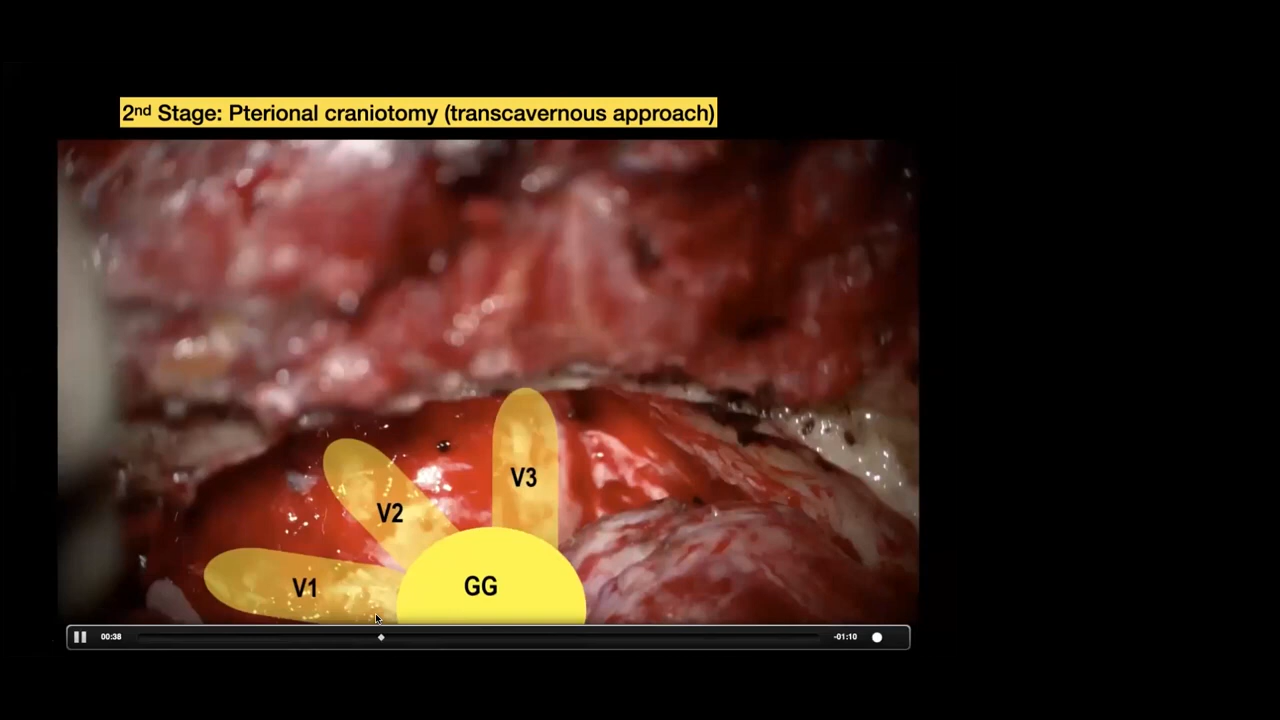 2nd Stage: Pterional craniotomy (transcavernous approach)
V3
V2
V1
GG
00:38
-01:10